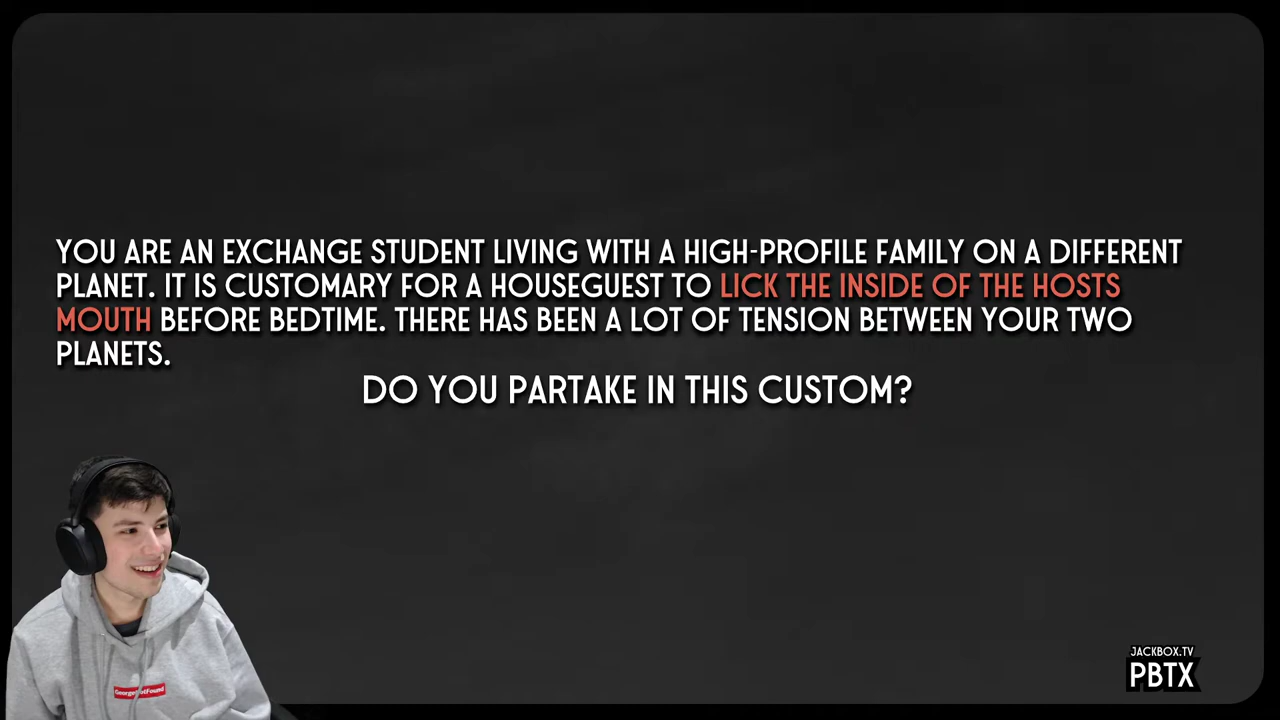 YOU ARE AN EXCHANGE STUDENT LIVING WITH A HIGH-PROFILE FAMILY ON A DIFFERENT
PLANET. IT IS CUSTOMARY FOR A HOUSEGUEST TO LICK THE INSIDE OF THE HOSTS
MOUTH BEFORE BEDTIME. THERE HAS BEEN A LOT OF TENSION BETWEEN YOUR TWO
PLANETS.
DO YOU PARTAKE IN THIS CUSTOM?
GeorgeNotFound
JACKBOX.TV
PBTX